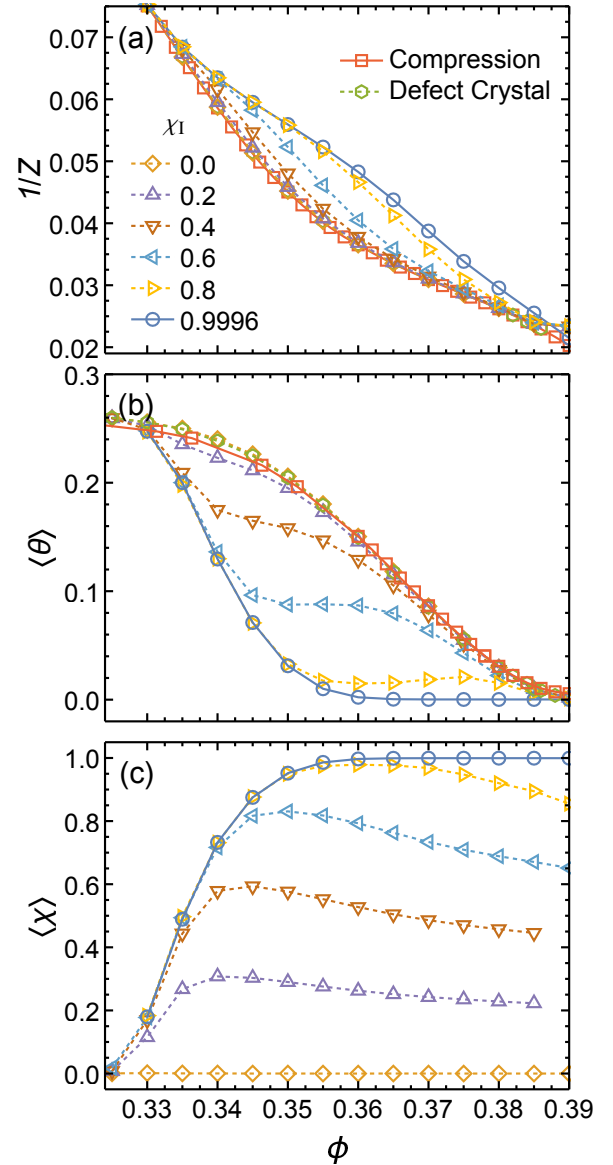 (a)
Compression
Defect Crystal
χI
0.0
0.2
0.4
0.6
0.8
0.9996
1/Z
0.07
0.06
0.05
0.04
0.03
0.02
(b)
⟨θ⟩
0.3
0.2
0.1
0.0
(c)
⟨χ⟩
1.0
0.8
0.6
0.4
0.2
0.0
0.33 0.34 0.35 0.36 0.37 0.38 0.39
ϕ